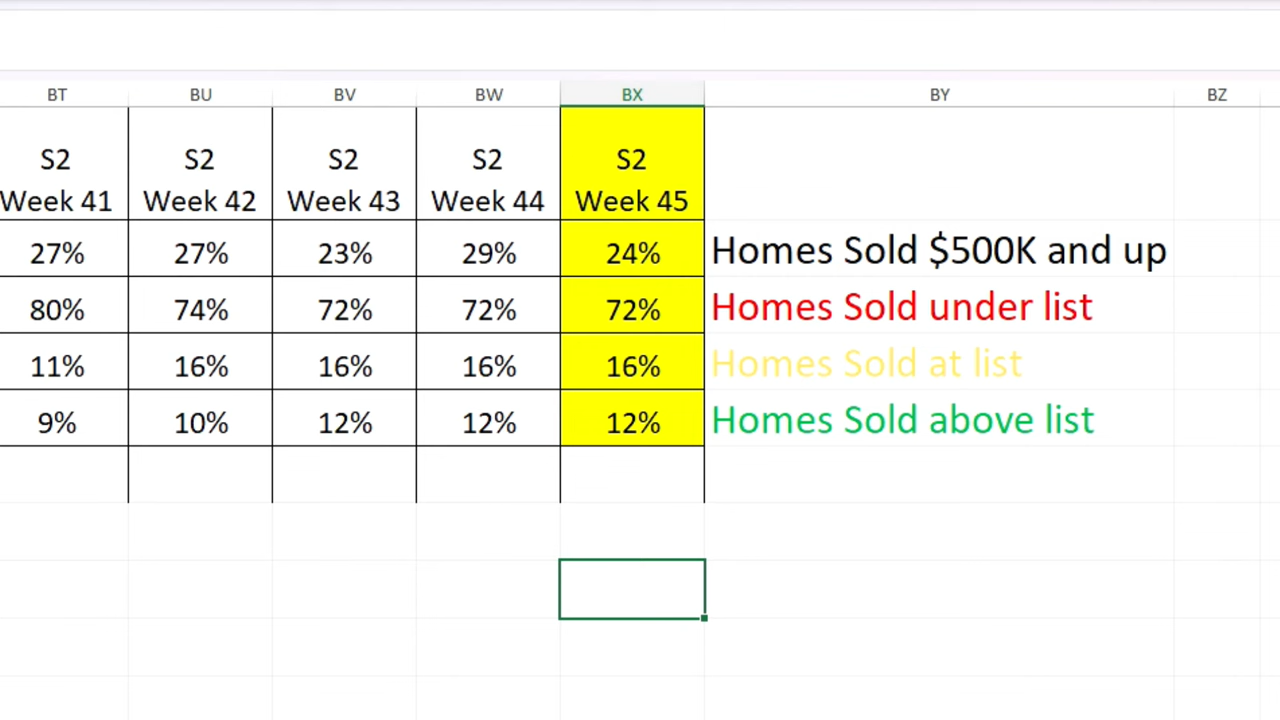 BT BU BV BW BX BY BZ
S2 S2 S2 S2 S2
Week 41 Week 42 Week 43 Week 44 Week 45
27% 27% 23% 29% 24% Homes Sold $500K and up
80% 74% 72% 72% 72% Homes Sold under list
11% 16% 16% 16% 16% Homes Sold at list
9% 10% 12% 12% 12% Homes Sold above list